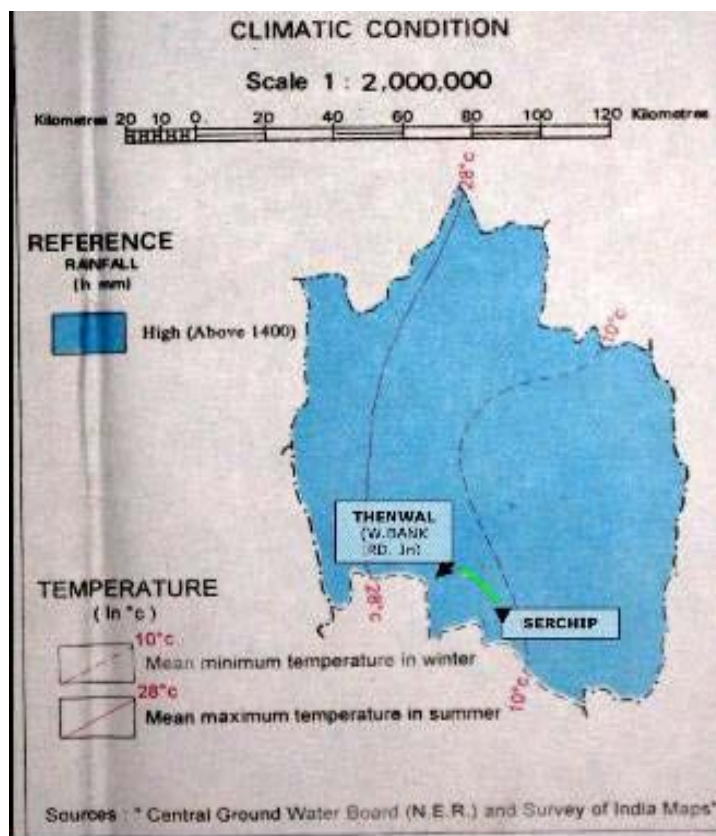 CLIMATIC CONDITION
Scale 1 : 2,000,000
Kilometres 20 10 0 20 40 60 80 100 120 Kilometres
28°c
REFERENCE
RAINFALL
(In mm)
High (Above 1400)
10°c
THENWAL
(W.BANK
RD. Jn)
TEMPERATURE
( In °c )
28°c
SERCHIP
10°c
Mean minimum temperature in winter
10°c
28°c
Mean maximum temperature in summer
Sources : " Central Ground Water Board (N.E.R.) and Survey of India Maps"